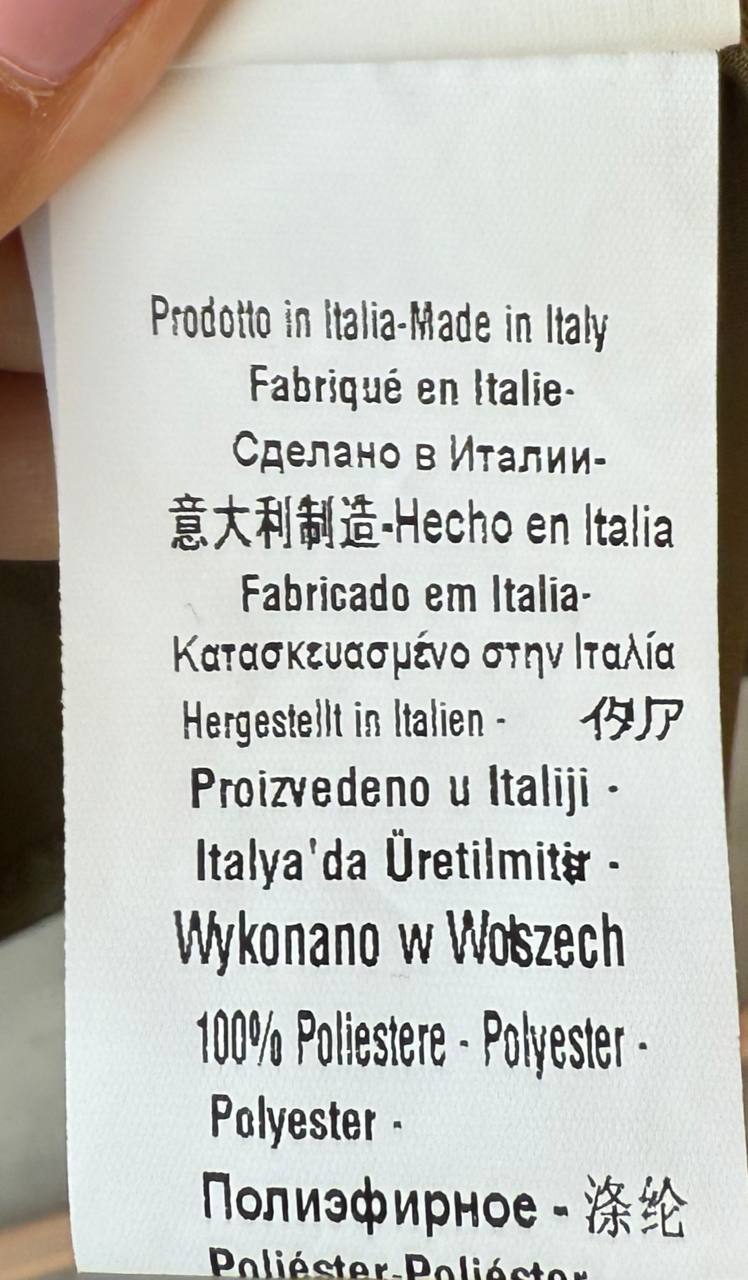 Prodotto in Italia-Made in Italy
Fabriqué en Italie-
Сделано в Италии-
意大利制造-Hecho en Italia
Fabricado em Italia-
Κατασκευασμένο στην Ιταλία
Hergestellt in Italien - イタリア
Proizvedeno u Italiji -
Italya'da -
Wykonano w
100% Poliestere - Polyester -
Polyester -
Полиэфирное - 涤纶
Poliéster-Poliéster